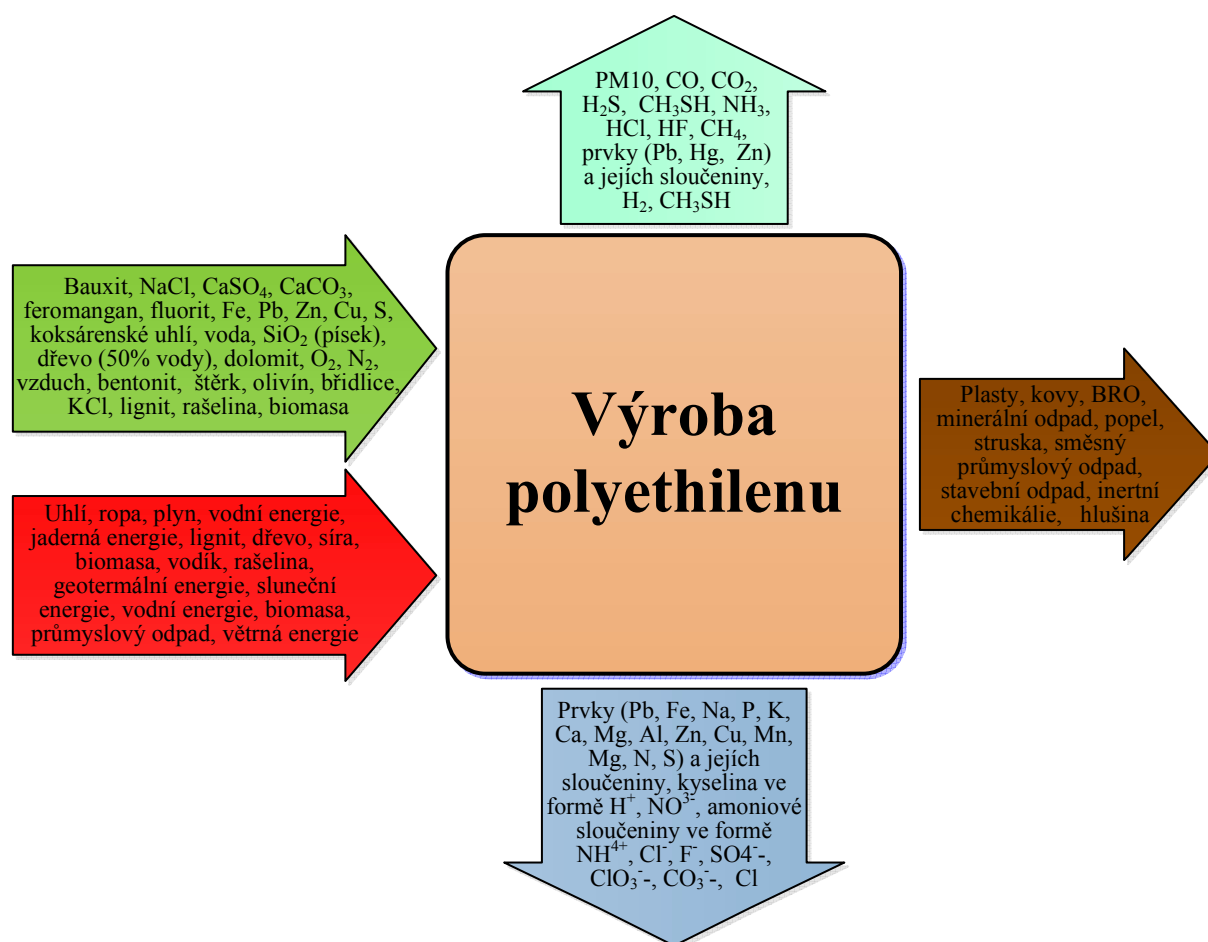 PM10, CO, CO₂,
H₂S, CH₃SH, NH₃,
HCl, HF, CH₄,
prvky (Pb, Hg, Zn)
a jejích sloučeniny,
H₂, CH₃SH
Bauxit, NaCl, CaSO₄, CaCO₃,
feromangan, fluorit, Fe, Pb, Zn, Cu, S,
koksárenské uhlí, voda, SiO₂ (písek),
dřevo (50% vody), dolomit, O₂, N₂,
vzduch, bentonit, štěrk, olivín, břidlice,
KCl, lignit, rašelina, biomasa
Uhlí, ropa, plyn, vodní energie,
jaderná energie, lignit, dřevo, síra,
biomasa, vodík, rašelina,
geotermální energie, sluneční
energie, vodní energie, biomasa,
průmyslový odpad, větrná energie
Výroba
polyethilenu
Plasty, kovy, BRO,
minerální odpad, popel,
struska, směsný
průmyslový odpad,
stavební odpad, inertní
chemikálie, hlušina
Prvky (Pb, Fe, Na, P, K,
Ca, Mg, Al, Zn, Cu, Mn,
Mg, N, S) a jejích
sloučeniny, kyselina ve
formě H⁺, NO³⁻, amoniové
sloučeniny ve formě
NH⁴⁺, Cl⁻, F⁻, SO4⁻-,
ClO₃⁻-, CO₃⁻-, Cl